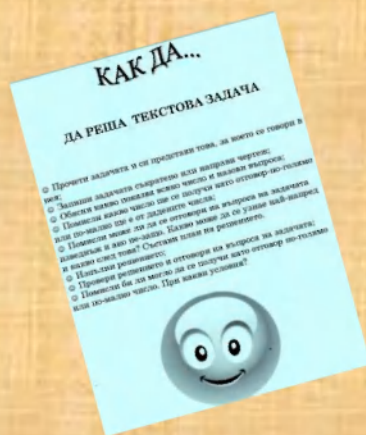 КАК ДА...
ДА РЕША ТЕКСТОВА ЗАДАЧА
☺ Прочети задачата и си представи това, за което се говори в
нея;
☺ Запиши задачата съкратено или направи чертеж;
☺ Обясни какво показва всяко число и назови въпроса;
☺ Помисли какво число ще се получи като отговор-по-голямо
или по-малко ще е от дадените числа;
☺ Помисли може ли да се отговори на въпроса на задачата
изведнъж и ако не-защо. Какво може да се узнае най-напред
и какво след това? Състави план на решението.
☺ Изпълни решението;
☺ Провери решението и отговори на въпроса на задачата;
☺ Помисли би ли могло да се получи като отговор по-голямо
или по-малко число. При какви условия?